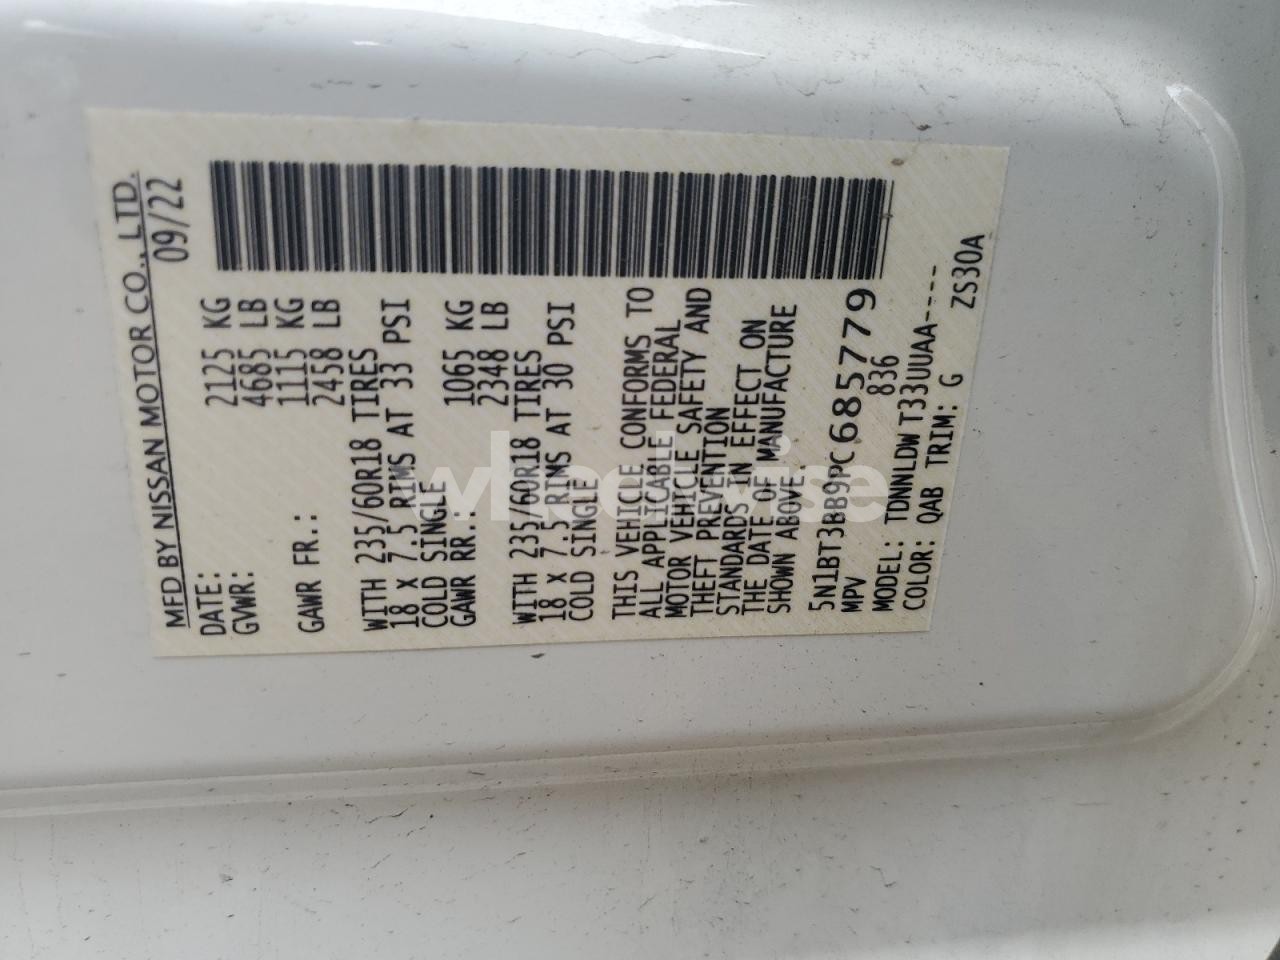 MFD BY NISSAN MOTOR CO., LTD.
DATE: 09/22
GVWR: 2125 KG
4685 LB
GAWR FR.: 1115 KG
2458 LB
WITH 235/60R18 TIRES
18 X 7.5 RIMS AT 33 PSI
COLD SINGLE
GAWR RR.: 1065 KG
2348 LB
WITH 235/60R18 TIRES
18 X 7.5 RIMS AT 30 PSI
COLD SINGLE
THIS VEHICLE CONFORMS TO
ALL APPLICABLE FEDERAL
MOTOR VEHICLE SAFETY AND
THEFT PREVENTION
STANDARDS IN EFFECT ON
THE DATE OF MANUFACTURE
SHOWN ABOVE.
5N1BT3BB9PC685779
MPV 836
MODEL: TDNNLDW T33UUAA----
COLOR: QAB TRIM: G ZS30A
wheelwise